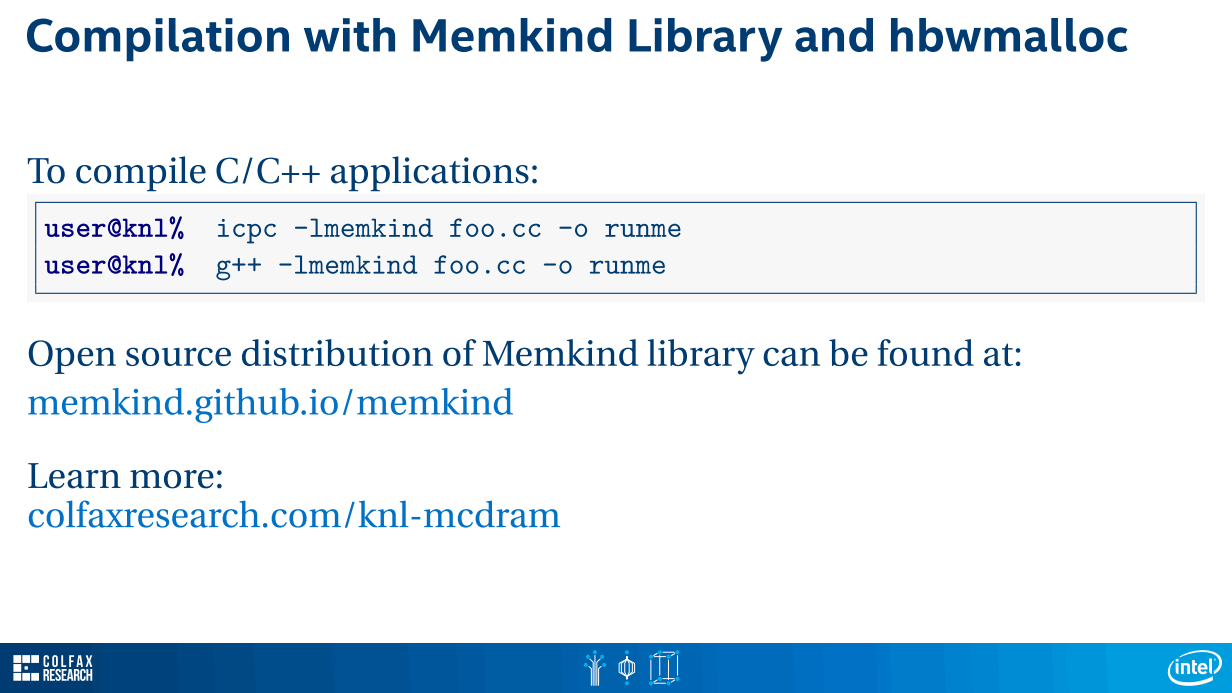 Compilation with Memkind Library and hbwmalloc
To compile C/C++ applications:
user@knl% icpc -lmemkind foo.cc -o runme
user@knl% g++ -lmemkind foo.cc -o runme
Open source distribution of Memkind library can be found at:
memkind.github.io/memkind
Learn more:
colfaxresearch.com/knl-mcdram
COLFAX
RESEARCH
intel